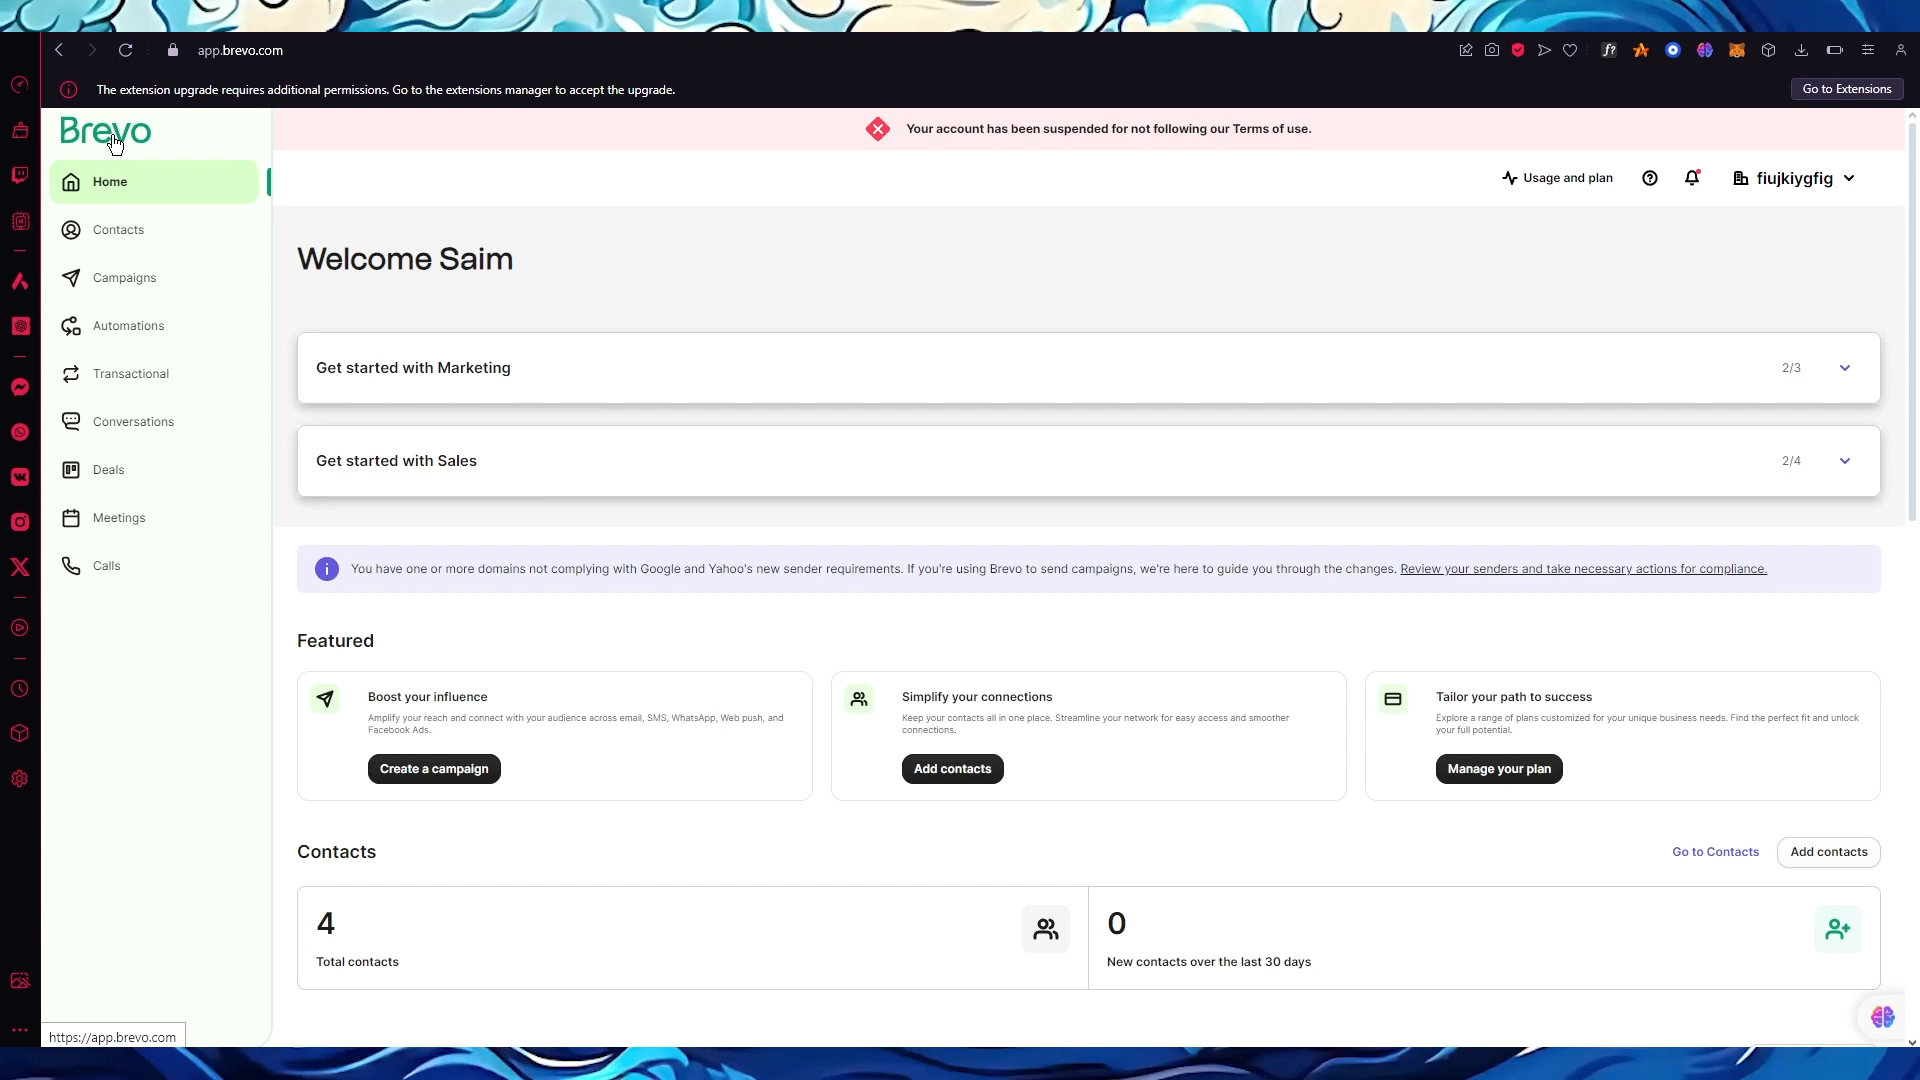 app.brevo.com
The extension upgrade requires additional permissions. Go to the extensions manager to accept the upgrade.
Go to Extensions
Brevo
Your account has been suspended for not following our Terms of use.
Home
Usage and plan
fiujkiygfig
Contacts
Campaigns
Automations
Transactional
Conversations
Deals
Meetings
Calls
Welcome Saim
Get started with Marketing
2/3
Get started with Sales
2/4
You have one or more domains not complying with Google and Yahoo's new sender requirements. If you're using Brevo to send campaigns, we're here to guide you through the changes. Review your senders and take necessary actions for compliance.
Featured
Boost your influence
Amplify your reach and connect with your audience across email, SMS, WhatsApp, Web push, and
Facebook Ads.
Create a campaign
Simplify your connections
Keep your contacts all in one place. Streamline your network for easy access and smoother
connections.
Add contacts
Tailor your path to success
Explore a range of plans customized for your unique business needs. Find the perfect fit and unlock
your full potential.
Manage your plan
Contacts
Go to Contacts
Add contacts
4
Total contacts
0
New contacts over the last 30 days
https://app.brevo.com